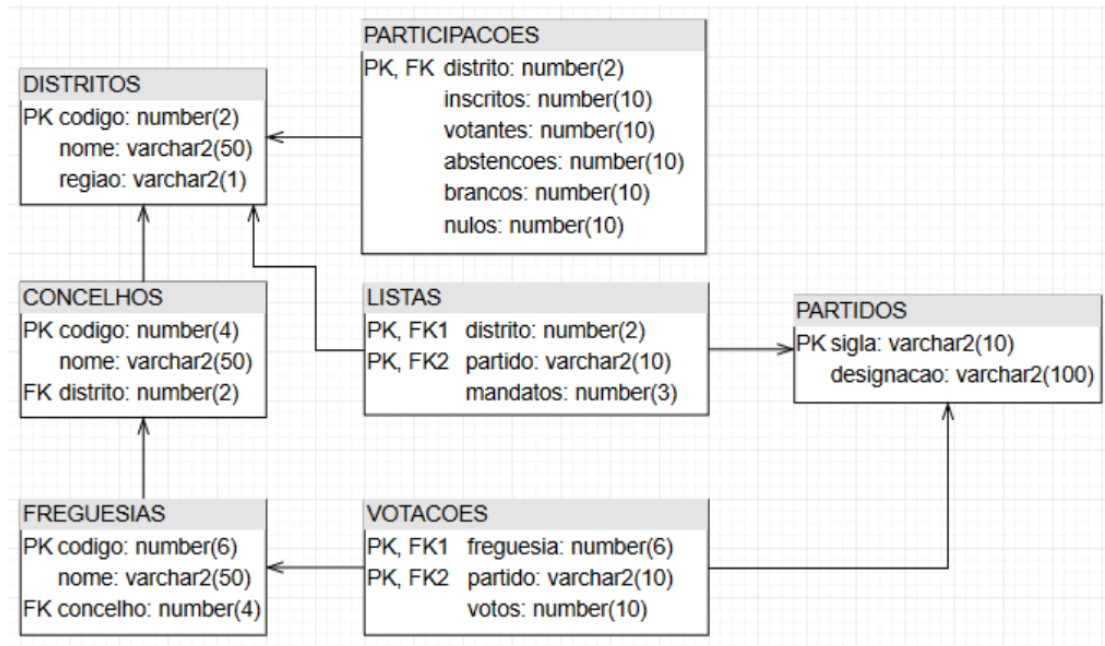 PARTICIPACOES
PK, FK distrito: number(2)
inscritos: number(10)
votantes: number(10)
abstencoes: number(10)
brancos: number(10)
nulos: number(10)
DISTRITOS
PK codigo: number(2)
nome: varchar2(50)
regiao: varchar2(1)
CONCELHOS
PK codigo: number(4)
nome: varchar2(50)
FK distrito: number(2)
LISTAS
PK, FK1 distrito: number(2)
PK, FK2 partido: varchar2(10)
mandatos: number(3)
PARTIDOS
PK sigla: varchar2(10)
designacao: varchar2(100)
FREGUESIAS
PK codigo: number(6)
nome: varchar2(50)
FK concelho: number(4)
VOTACOES
PK, FK1 freguesia: number(6)
PK, FK2 partido: varchar2(10)
votos: number(10)